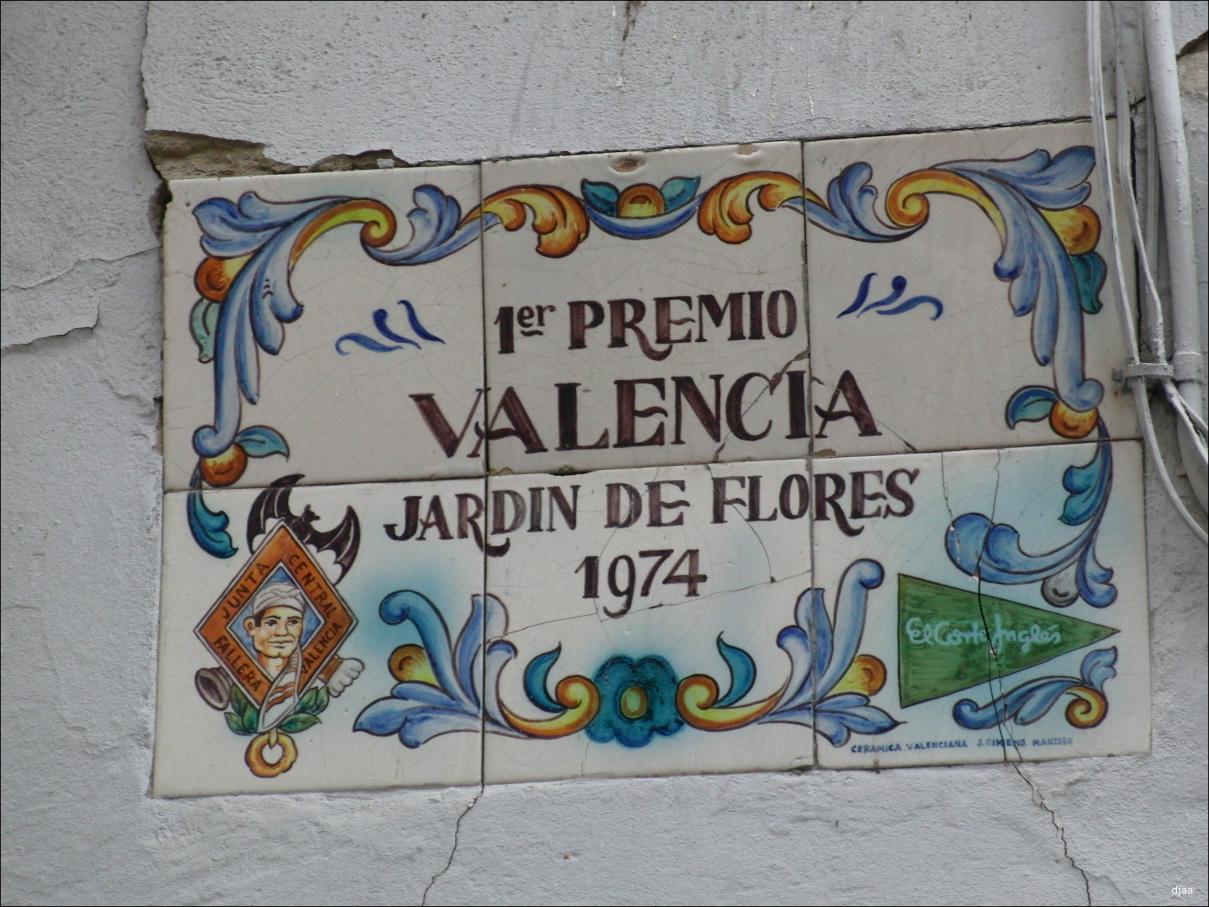 1er PREMIO
VALENCIA
JARDIN DE FLORES
1974
JUNTA CENTRAL
FALLERA VALENCIA
El Corte Inglés
CERAMICA VALENCIANA J. GIMENO MANISES
djaa